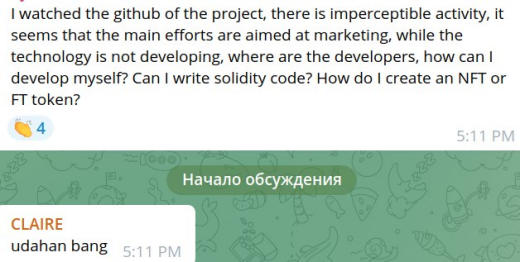 I watched the github of the project, there is imperceptible activity, it
seems that the main efforts are aimed at marketing, while the
technology is not developing, where are the developers, how can I
develop myself? Can I write solidity code? How do I create an NFT or
FT token?
👏 4
5:11 PM
Начало обсуждения
CLAIRE
udahan bang 5:11 PM